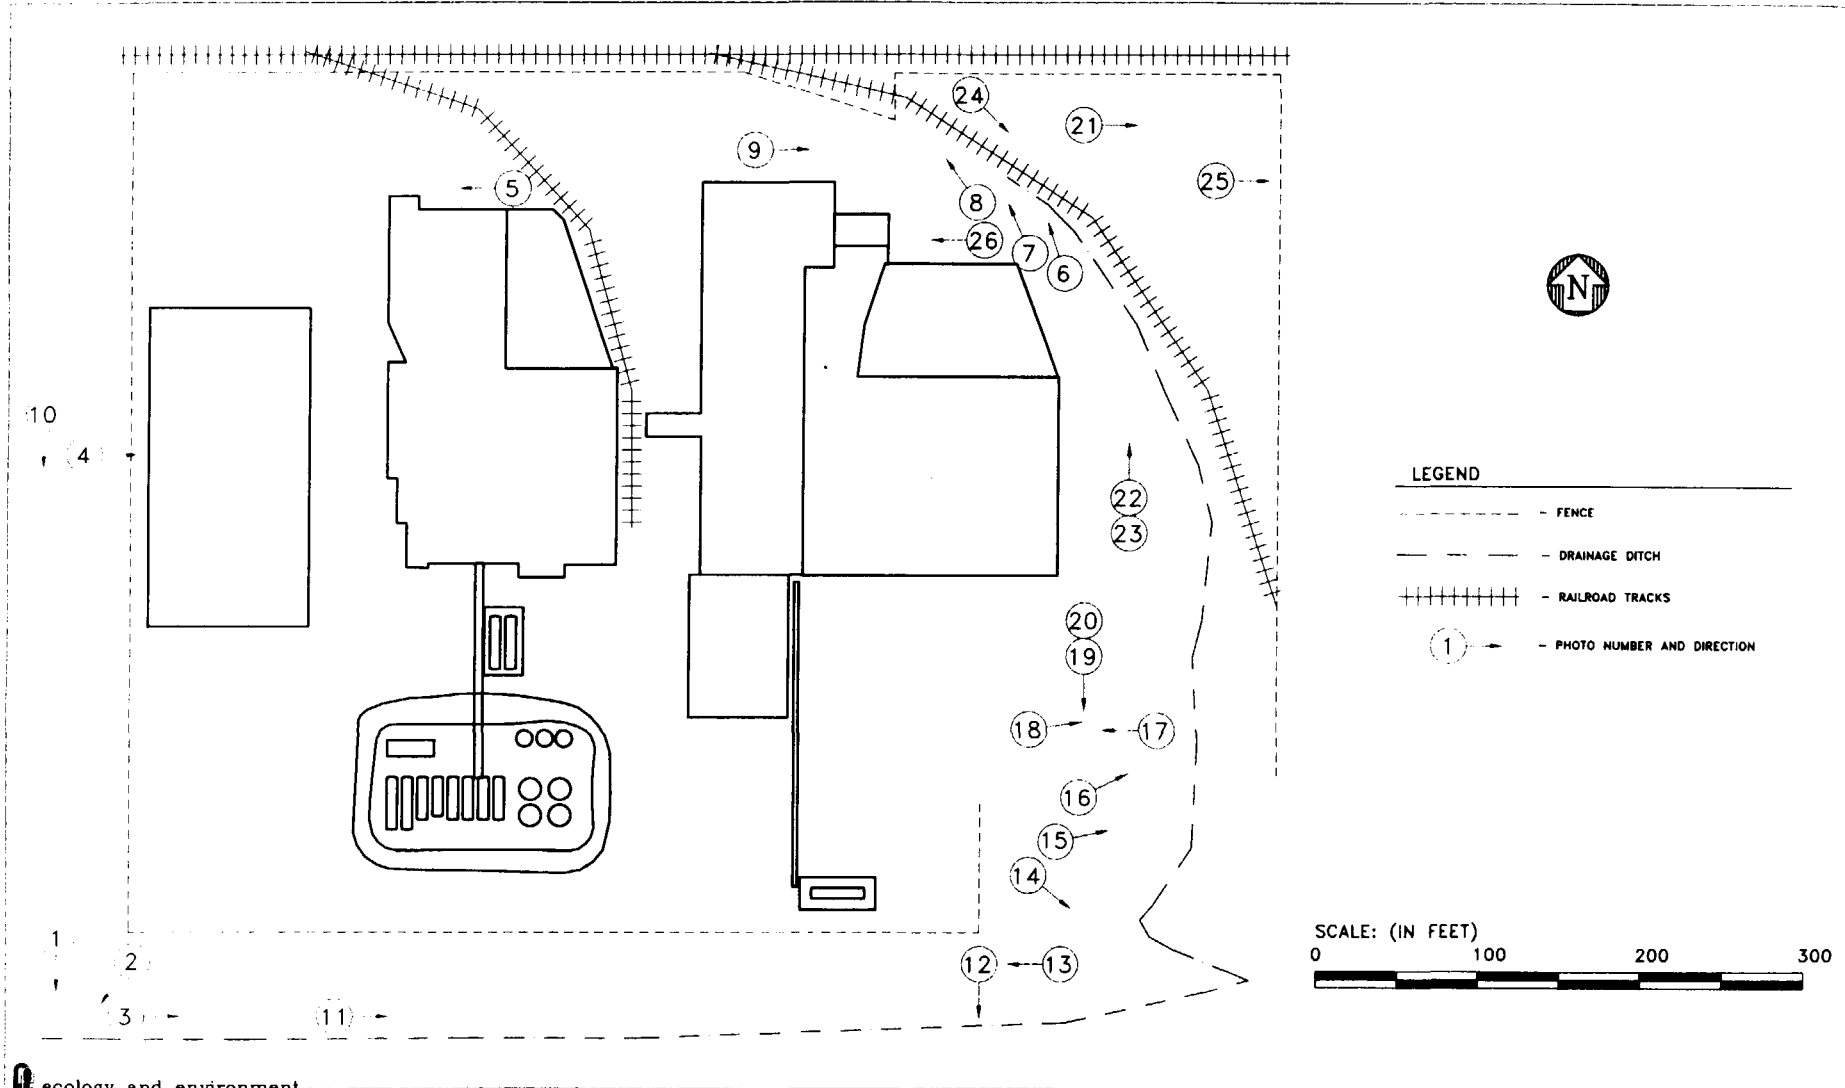 24
21
9
25
5
8
26
7
6
N
10
4
LEGEND
22
- FENCE
23
- DRAINAGE DITCH
- RAILROAD TRACKS
20
1 - PHOTO NUMBER AND DIRECTION
19
18
17
16
15
14
SCALE: (IN FEET)
0 100 200 300
1
2
12
13
3
11
ecology and environment